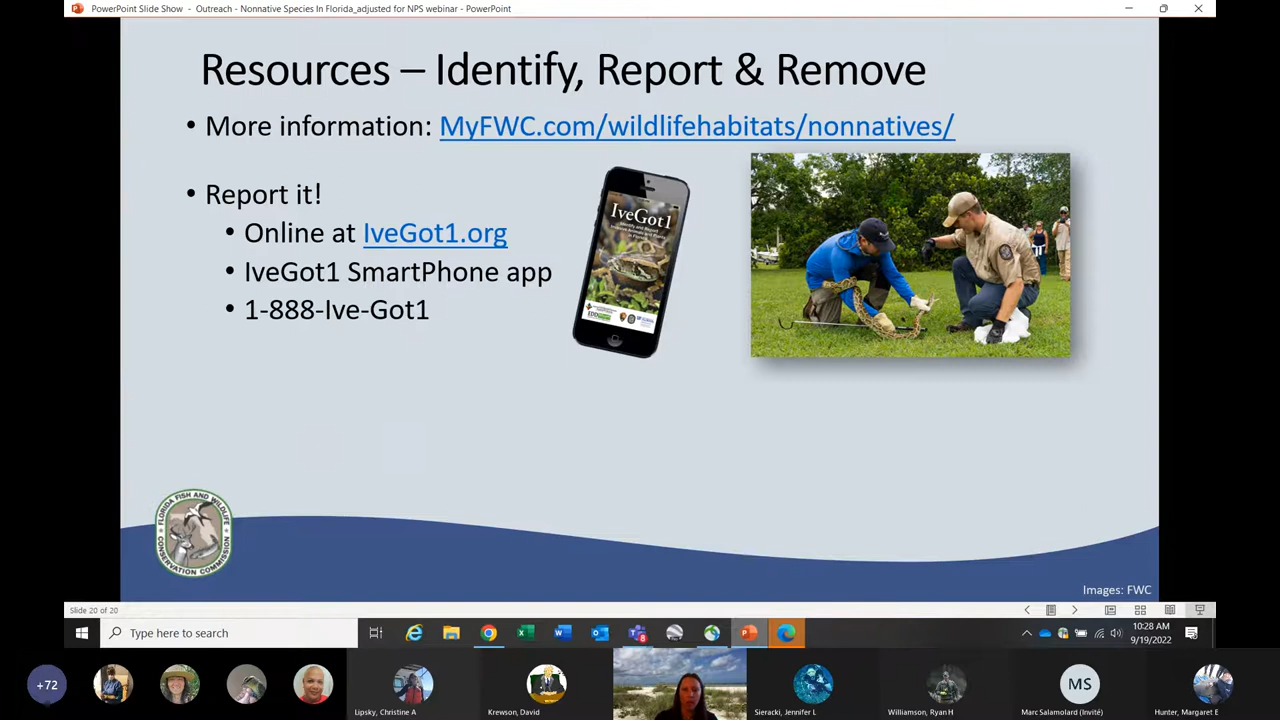 PowerPoint Slide Show - Outreach - Nonnative Species In Florida_adjusted for NPS webinar - PowerPoint
Resources – Identify, Report & Remove
• More information: MyFWC.com/wildlifehabitats/nonnatives/
• Report it!
• Online at IveGot1.org
• IveGot1 SmartPhone app
• 1-888-Ive-Got1
IveGot1
Identify and Report
FLORIDA FISH AND WILDLIFE
CONSERVATION COMMISSION
Images: FWC
Slide 20 of 20
Type here to search
10:28 AM
9/19/2022
+72
Lipsky, Christine A
Krewson, David
Sieracki, Jennifer L
Williamson, Ryan H
MS
Marc Salamolard (Invité)
Hunter, Margaret E